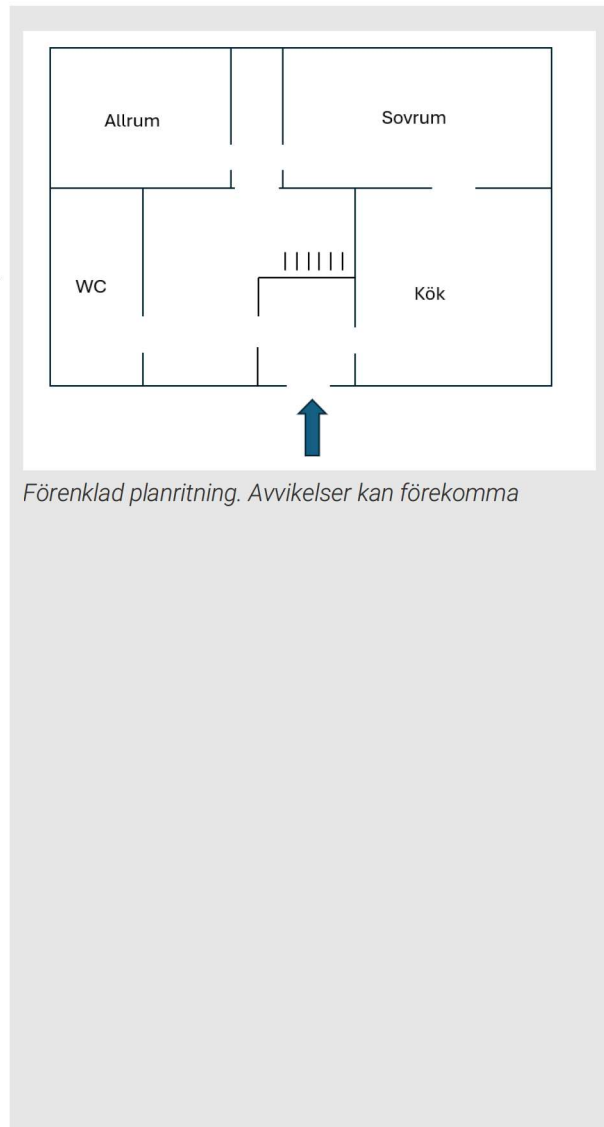 Allrum
Sovrum
WC
Kök
Förenklad planritning. Avvikelser kan förekomma